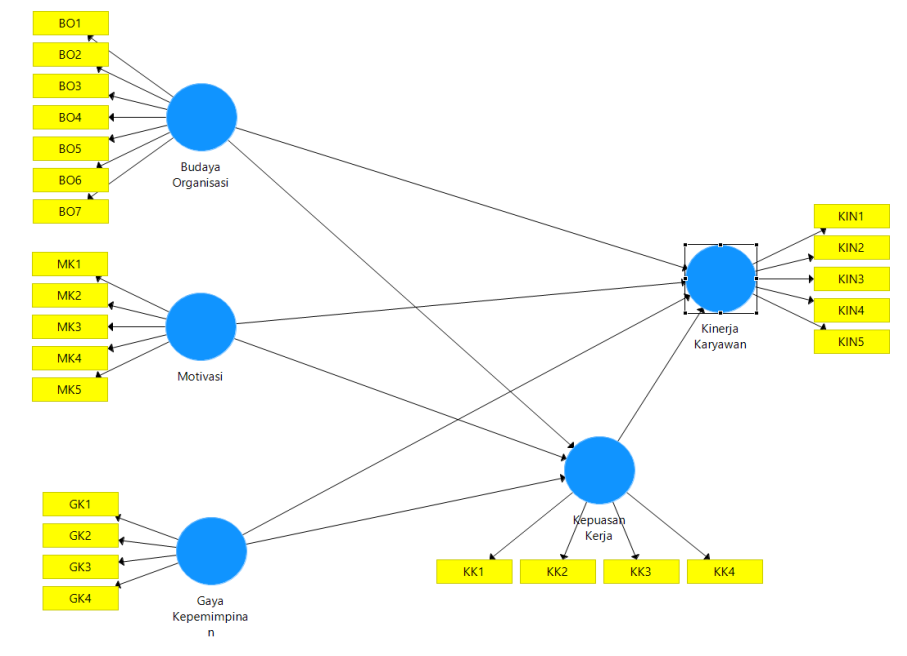 BO1
BO2
BO3
BO4
BO5
BO6
BO7
Budaya
Organisasi
MK1
MK2
MK3
MK4
MK5
Motivasi
GK1
GK2
GK3
GK4
Gaya
Kepemimpina
n
KIN1
KIN2
KIN3
KIN4
KIN5
Kinerja
Karyawan
Kepuasan
Kerja
KK1
KK2
KK3
KK4